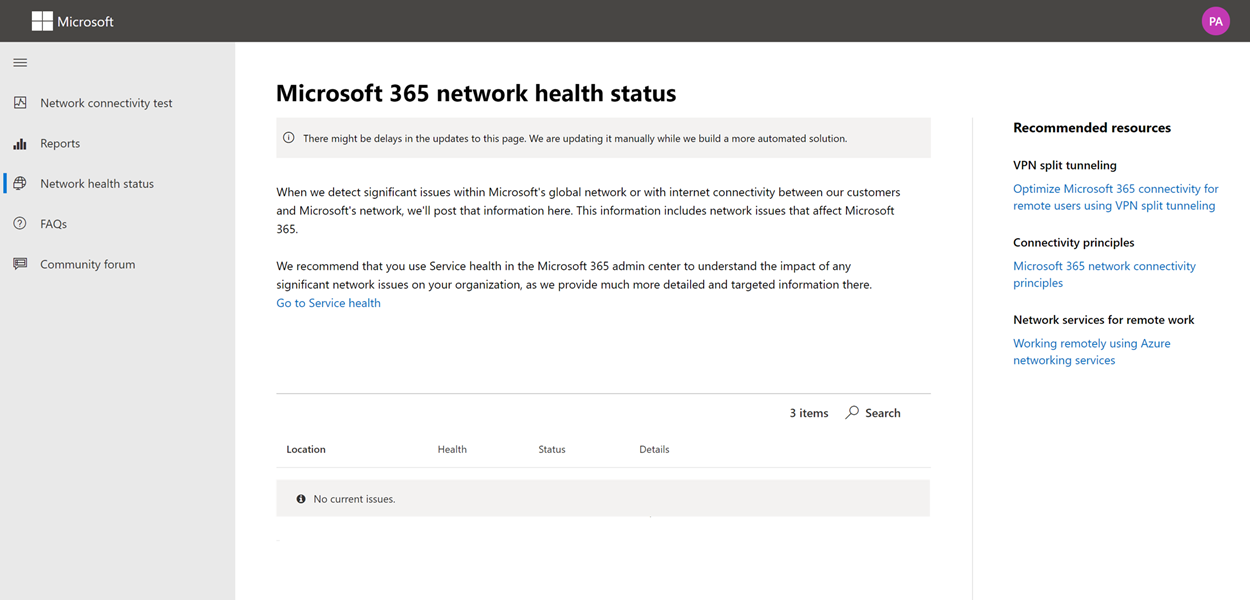 Microsoft
PA
Network connectivity test
Reports
Network health status
FAQs
Community forum
Microsoft 365 network health status
There might be delays in the updates to this page. We are updating it manually while we build a more automated solution.
When we detect significant issues within Microsoft's global network or with internet connectivity between our customers
and Microsoft's network, we'll post that information here. This information includes network issues that affect Microsoft
365.
We recommend that you use Service health in the Microsoft 365 admin center to understand the impact of any
significant network issues on your organization, as we provide much more detailed and targeted information there.
Go to Service health
3 items Search
Location Health Status Details
No current issues.
Recommended resources
VPN split tunneling
Optimize Microsoft 365 connectivity for
remote users using VPN split tunneling
Connectivity principles
Microsoft 365 network connectivity
principles
Network services for remote work
Working remotely using Azure
networking services